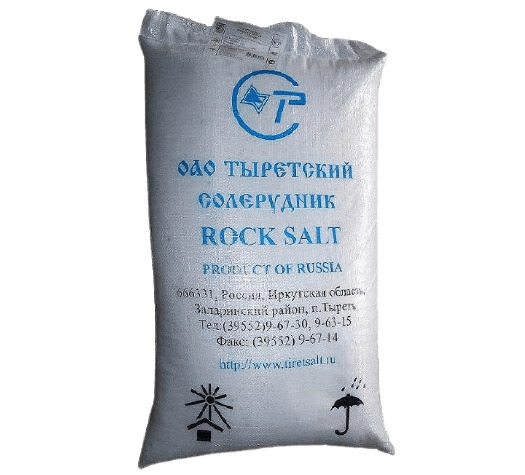 ТР
ОАО ТЫРЕТСКИЙ
СОЛЕРУДНИК
ROCK SALT
PRODUCT OF RUSSIA
666331, Россия, Иркутская область,
Заларинский район, п.Тыреть
Тел:(39552)9-67-30, 9-63-15
Факс: (39552) 9-67-14
http://www.tiretsalt.ru